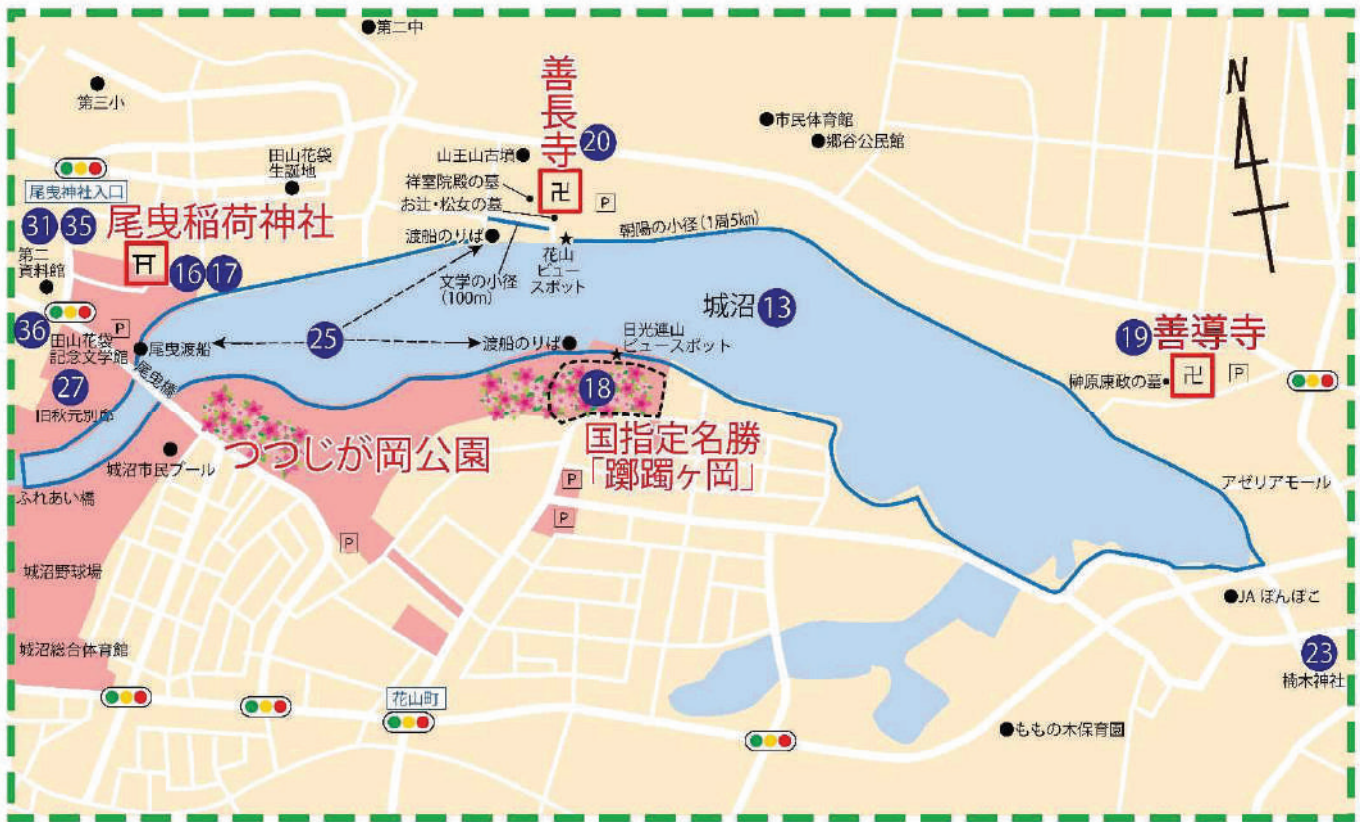 第二中
N
第三小
善長寺
20
市民体育館
郷谷公民館
山王山古墳
田山花袋
生誕地
祥室院殿の墓
お辻・松女の墓
P
尾曳神社入口
31
35
尾曳稲荷神社
16
17
渡船のりば
朝陽の小径(1周5km)
花山
ビュー
スポット
文学の小径
(100m)
第二
資料館
城沼
13
36
P
田山花袋
記念文学館
尾曳渡船
25
渡船のりば
日光連山
ビュースポット
19
善導寺
榊原康政の墓
P
尾曳橋
27
旧秋元別邸
18
城沼市民プール
つつじが岡公園
国指定名勝
「躑躅ヶ岡」
P
P
P
ふれあい橋
アゼリアモール
城沼野球場
JA ぽんぽこ
城沼総合体育館
23
楠木神社
花山町
ももの木保育園